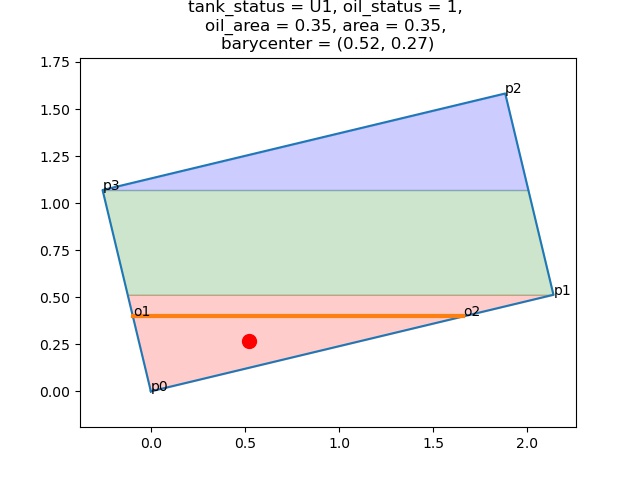 tank_status = U1, oil_status = 1,
oil_area = 0.35, area = 0.35,
barycenter = (0.52, 0.27)
1.75
1.50
1.25
1.00
0.75
0.50
0.25
0.00
p2
p3
p1
o1
o2
p0
0.0
0.5
1.0
1.5
2.0